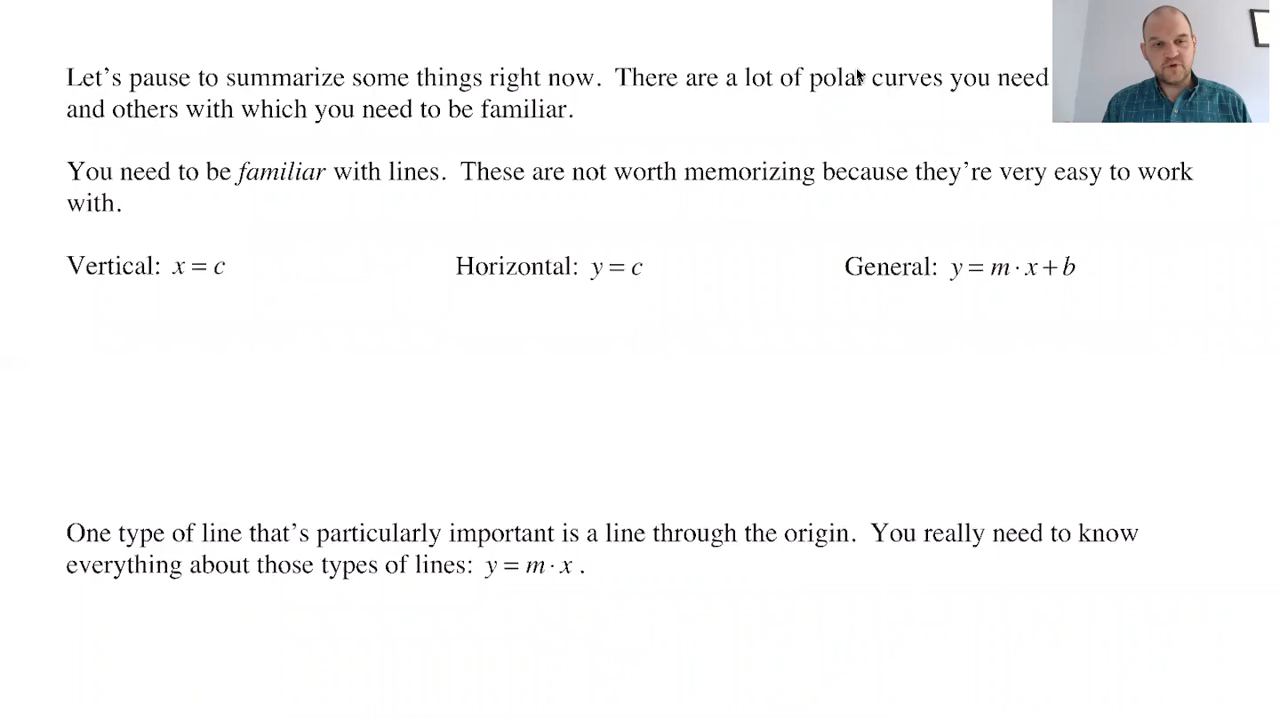 Let's pause to summarize some things right now. There are a lot of polar curves you need
and others with which you need to be familiar.
You need to be familiar with lines. These are not worth memorizing because they're very easy to work
with.
Vertical: x = c
Horizontal: y = c
General: y = m · x + b
One type of line that's particularly important is a line through the origin. You really need to know
everything about those types of lines: y = m · x .